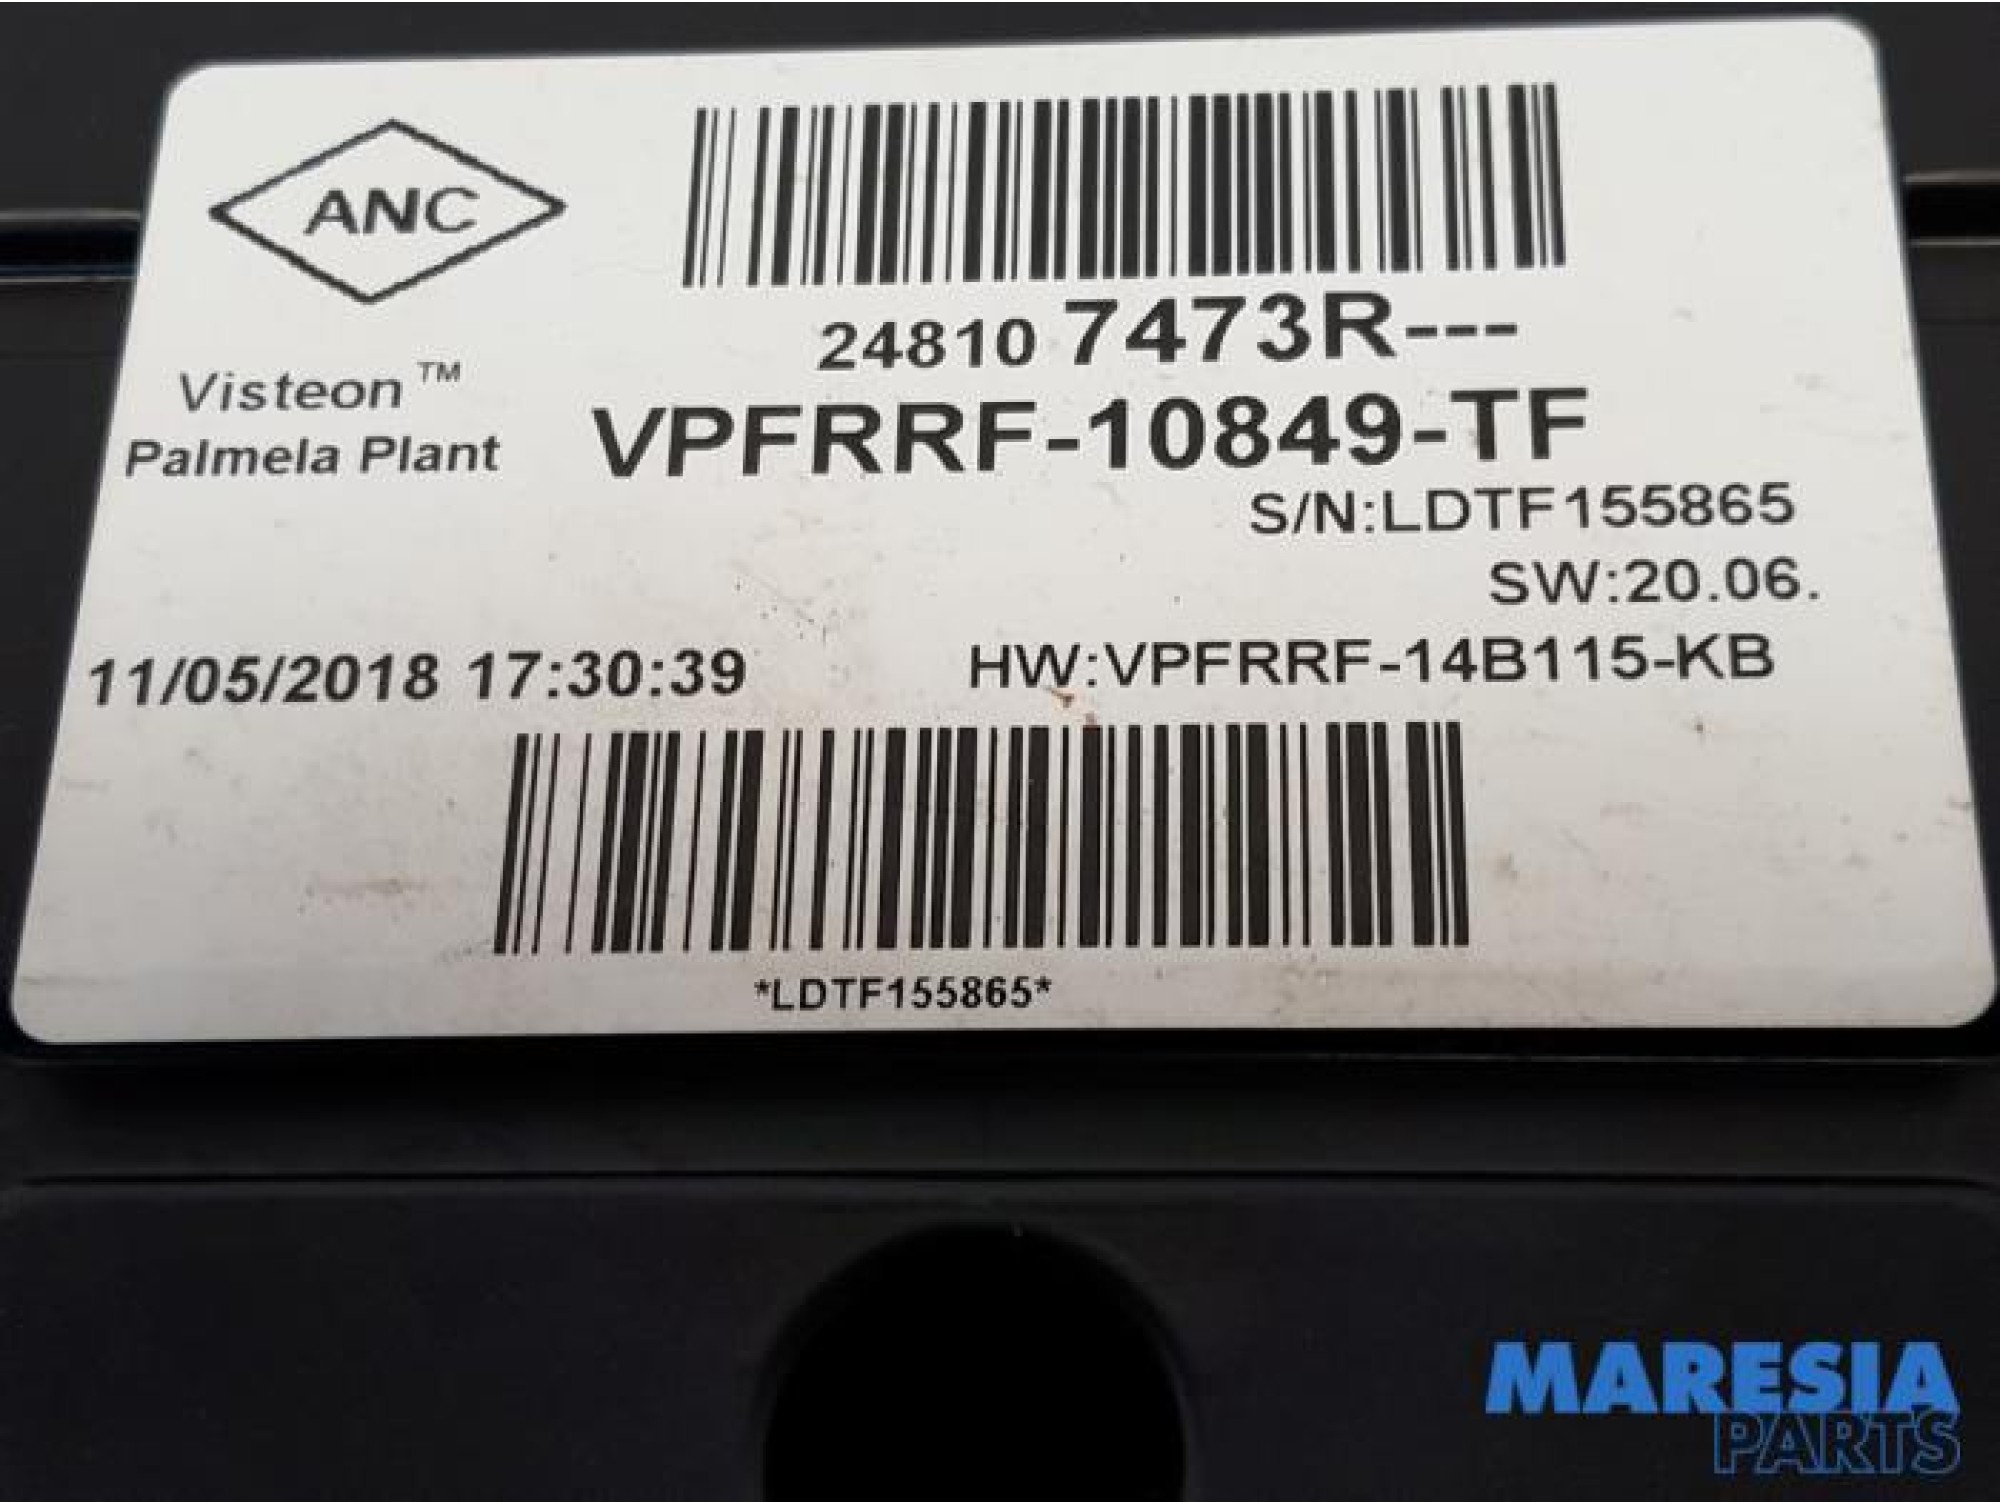 ANC
Visteon™
Palmela Plant
24810 7473R---
VPFRRF-10849-TF
S/N:LDTF155865
SW:20.06.
11/05/2018 17:30:39
HW:VPFRRF-14B115-KB
*LDTF155865*
MARESIA
PARTS